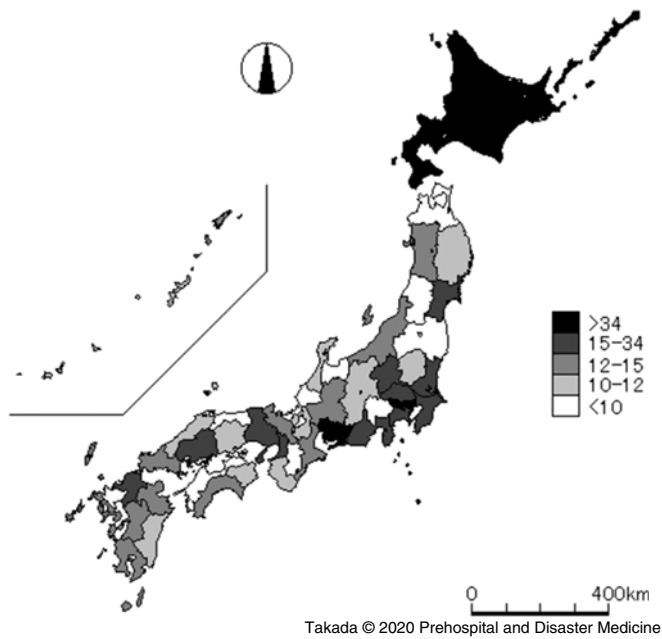 >34
15-34
12-15
10-12
<10
0 400km
Takada © 2020 Prehospital and Disaster Medicine